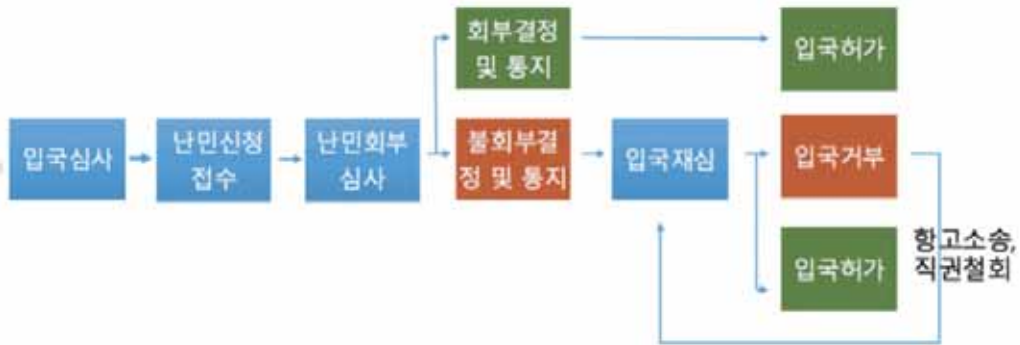 회부결정
및 통지
입국허가
입국심사
난민신청
접수
난민회부
심사
불회부결
정 및 통지
입국재심
입국거부
입국허가
항고소송,
직권철회